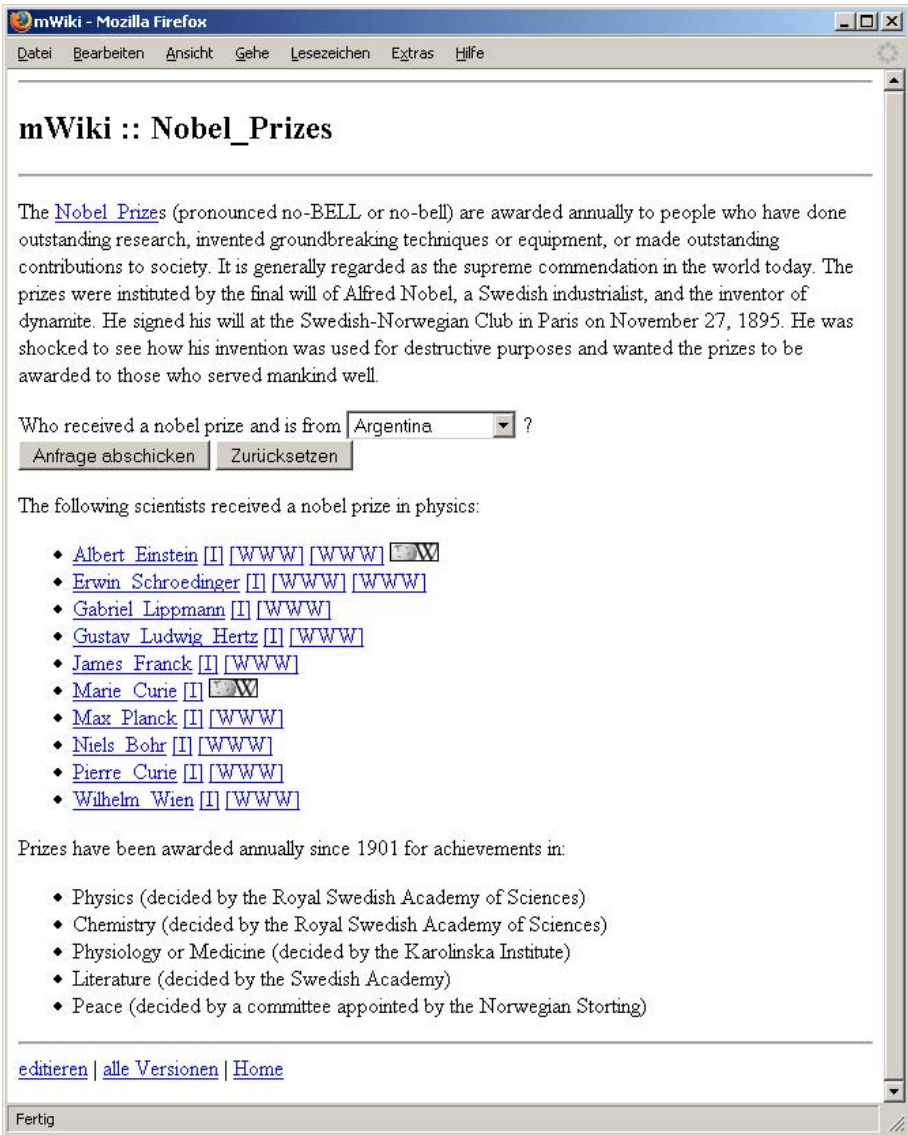 mWiki - Mozilla Firefox
Datei Bearbeiten Ansicht Gehe Lesezeichen Extras Hilfe
mWiki :: Nobel_Prizes
The Nobel_Prizes (pronounced no-BELL or no-bell) are awarded annually to people who have done
outstanding research, invented groundbreaking techniques or equipment, or made outstanding
contributions to society. It is generally regarded as the supreme commendation in the world today. The
prizes were instituted by the final will of Alfred Nobel, a Swedish industrialist, and the inventor of
dynamite. He signed his will at the Swedish-Norwegian Club in Paris on November 27, 1895. He was
shocked to see how his invention was used for destructive purposes and wanted the prizes to be
awarded to those who served mankind well.
Who received a nobel prize and is from Argentina ?
Anfrage abschicken Zurücksetzen
The following scientists received a nobel prize in physics:
• Albert_Einstein [I] [WWW] [WWW] W
• Erwin_Schroedinger [I] [WWW] [WWW]
• Gabriel_Lippmann [I] [WWW]
• Gustav_Ludwig_Hertz [I] [WWW]
• James_Franck [I] [WWW]
• Marie_Curie [I] W
• Max_Planck [I] [WWW]
• Niels_Bohr [I] [WWW]
• Pierre_Curie [I] [WWW]
• Wilhelm_Wien [I] [WWW]
Prizes have been awarded annually since 1901 for achievements in:
• Physics (decided by the Royal Swedish Academy of Sciences)
• Chemistry (decided by the Royal Swedish Academy of Sciences)
• Physiology or Medicine (decided by the Karolinska Institute)
• Literature (decided by the Swedish Academy)
• Peace (decided by a committee appointed by the Norwegian Storting)
editieren | alle Versionen | Home
Fertig